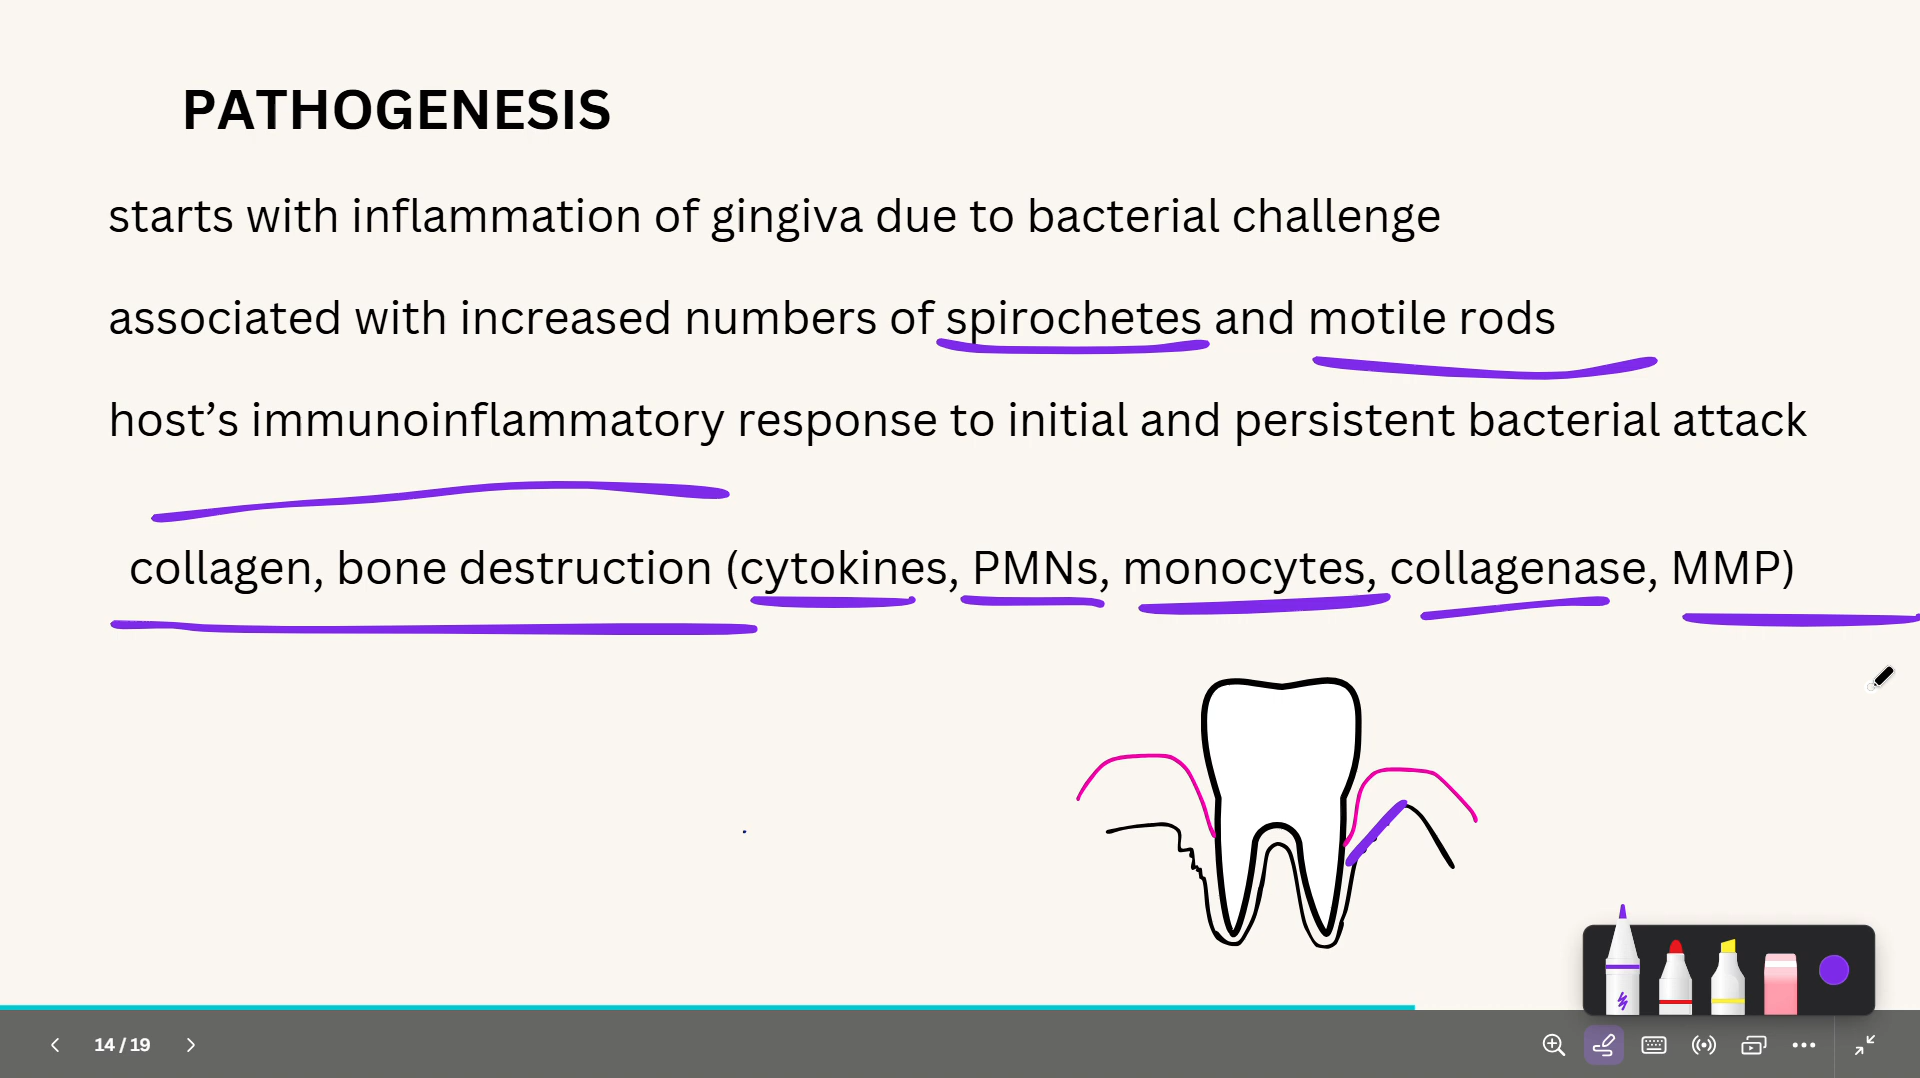 PATHOGENESIS
starts with inflammation of gingiva due to bacterial challenge
associated with increased numbers of spirochetes and motile rods
host’s immunoinflammatory response to initial and persistent bacterial attack
collagen, bone destruction (cytokines, PMNs, monocytes, collagenase, MMP)
14 / 19